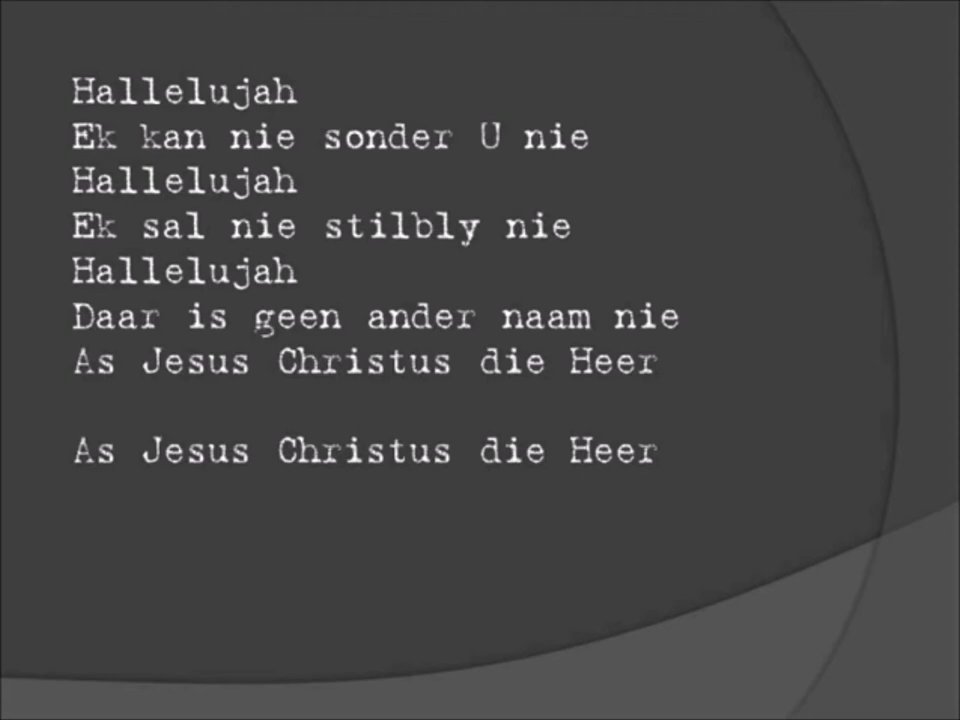 Hallelujah
Ek kan nie sonder U nie
Hallelujah
Ek sal nie stilbly nie
Hallelujah
Daar is geen ander naam nie
As Jesus Christus die Heer
As Jesus Christus die Heer